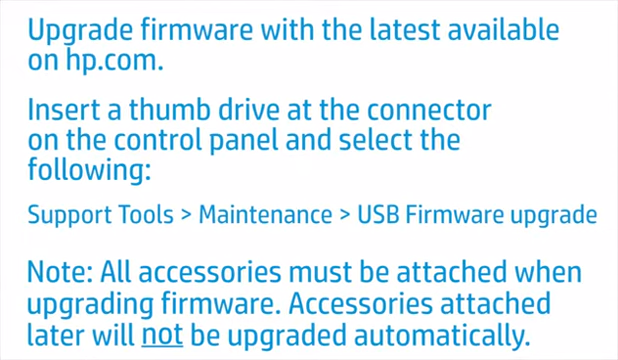 Upgrade firmware with the latest available
on hp.com.
Insert a thumb drive at the connector
on the control panel and select the
following:
Support Tools > Maintenance > USB Firmware upgrade
Note: All accessories must be attached when
upgrading firmware. Accessories attached
later will not be upgraded automatically.